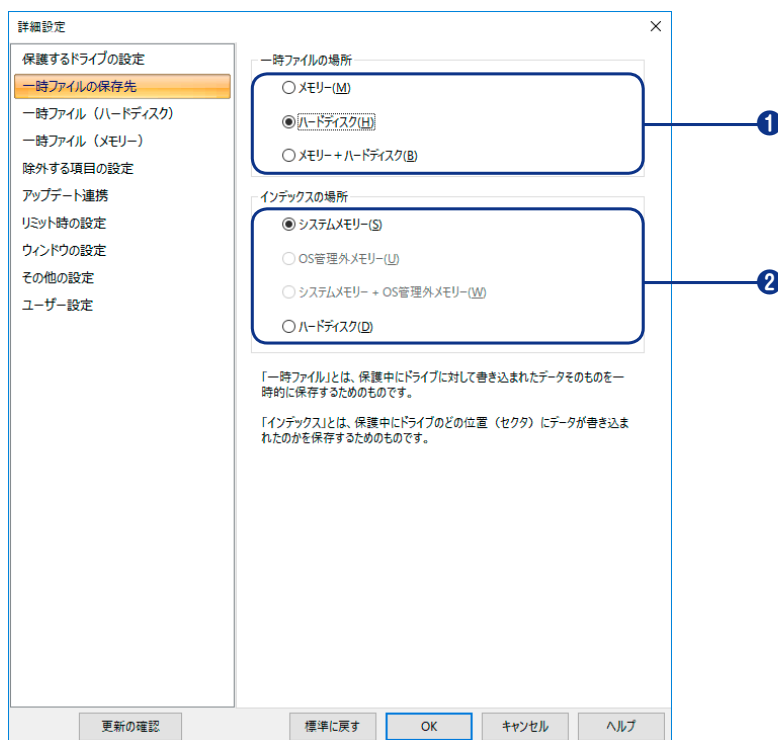 詳細設定
保護するドライブの設定
一時ファイルの保存先
一時ファイル（ハードディスク）
一時ファイル（メモリー）
除外する項目の設定
アップデート連携
リミット時の設定
ウィンドウの設定
その他の設定
ユーザー設定
一時ファイルの場所
メモリー(M)
ハードディスク(H)
メモリー + ハードディスク(B)
❶
インデックスの場所
システムメモリー(S)
OS管理外メモリー(U)
システムメモリー + OS管理外メモリー(W)
ハードディスク(D)
❷
「一時ファイル」とは、保護中にドライブに対して書き込まれたデータそのものを一
時的に保存するためのものです。
「インデックス」とは、保護中にドライブのどの位置（セクタ）にデータが書き込ま
れたのかを保存するためのものです。
更新の確認
標準に戻す
OK
キャンセル
ヘルプ